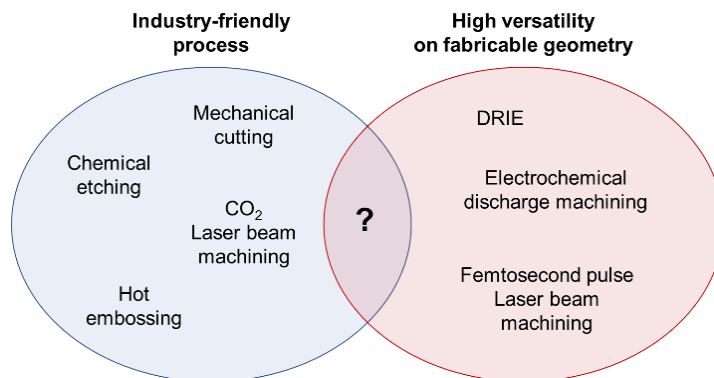 Industry-friendly
process
High versatility
on fabricable geometry
Mechanical
cutting
Chemical
etching
CO₂
Laser beam
machining
Hot
embossing
?
DRIE
Electrochemical
discharge machining
Femtosecond pulse
Laser beam
machining